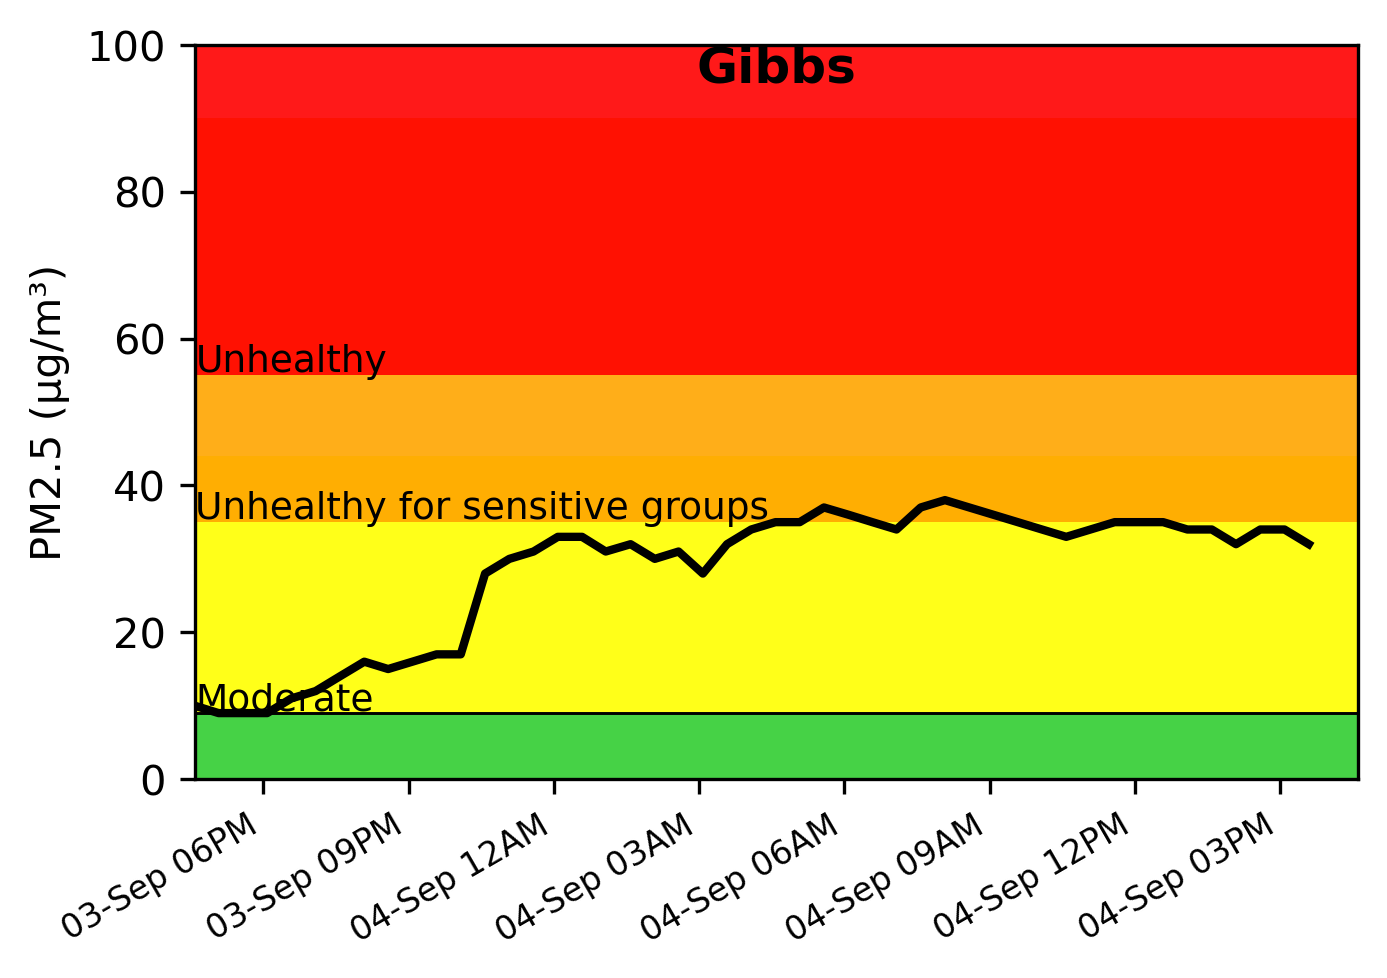 Gibbs
PM2.5 (µg/m³)
100
80
60
40
20
0
Unhealthy
Unhealthy for sensitive groups
Moderate
03-Sep 06PM
03-Sep 09PM
04-Sep 12AM
04-Sep 03AM
04-Sep 06AM
04-Sep 09AM
04-Sep 12PM
04-Sep 03PM